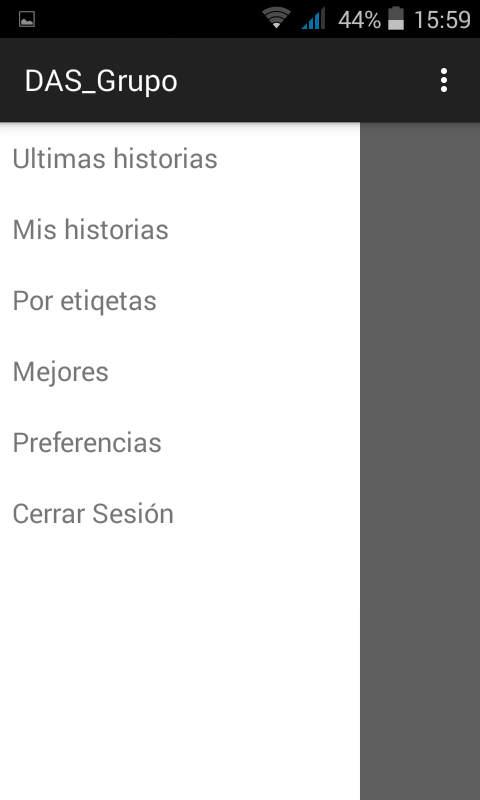 44% 15:59
DAS_Grupo
Ultimas historias
Mis historias
Por etiqetas
Mejores
Preferencias
Cerrar Sesión